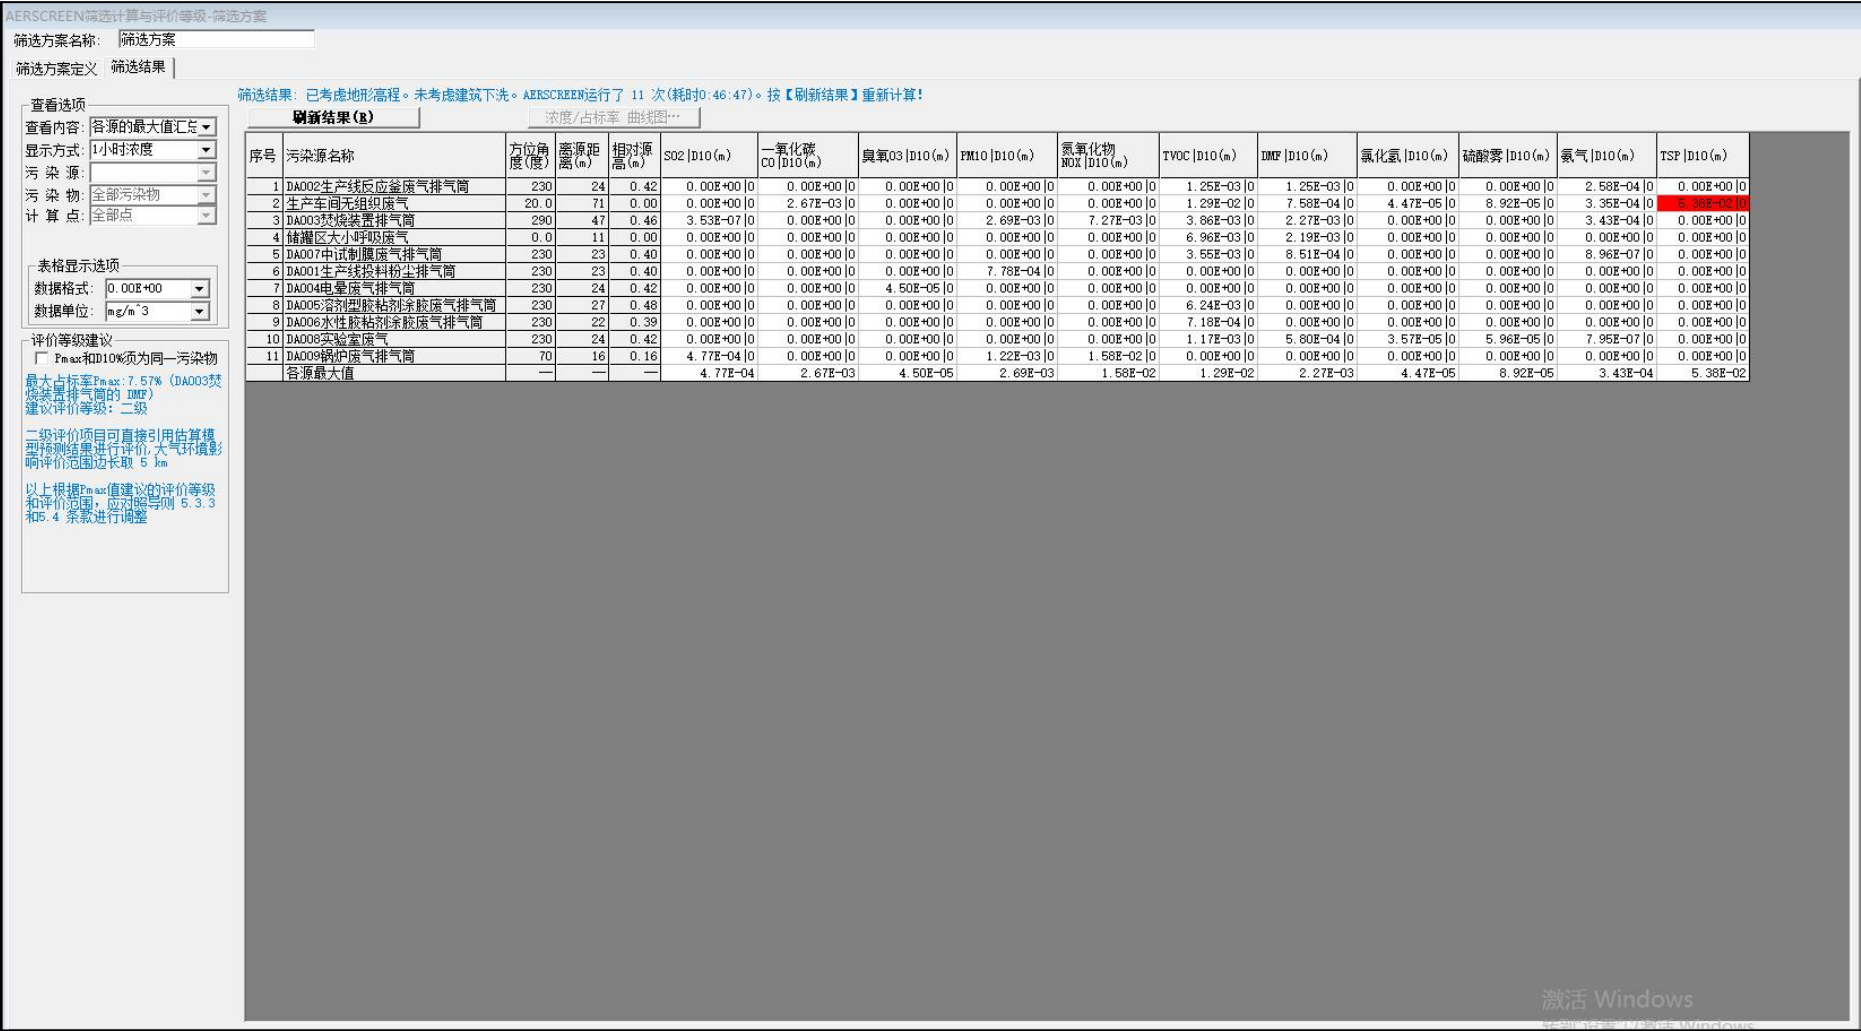 AERSCREEN筛选计算与评价等级-筛选方案
筛选方案名称: 筛选方案
筛选方案定义 筛选结果
查看选项
查看内容: 各源的最大值汇总
显示方式: 1小时浓度
污 染 源:
污 染 物: 全部污染物
计 算 点: 全部点
表格显示选项
数据格式: 0.00E+00
数据单位: mg/m^3
评价等级建议
Pmax和D10%须为同一污染物
最大占标率Pmax:7.57% (DA003焚
烧装置排气筒的 DMF)
建议评价等级: 二级
二级评价项目可直接引用估算模
型预测结果进行评价,大气环境影
响评价范围边长取 5 km
以上根据Pmax值建议的评价等级
和评价范围，应对照导则 5.3.3
和5.4 条款进行调整
筛选结果: 已考虑地形高程。未考虑建筑下洗。AERSCREEN运行了 11 次(耗时0:46:47)。按【刷新结果】重新计算!
刷新结果(R) 浓度/占标率 曲线图…
序号 污染源名称 方位角度(度) 离源距离(m) 相对源高(m) SO2|D10(m) 一氧化碳CO|D10(m) 臭氧O3|D10(m) PM10|D10(m) 氮氧化物NOX|D10(m) TVOC|D10(m) DMF|D10(m) 氯化氢|D10(m) 硫酸雾|D10(m) 氨气|D10(m) TSP|D10(m)
1 DA002生产线反应釜废气排气筒 230 24 0.42 0.00E+00|0 0.00E+00|0 0.00E+00|0 0.00E+00|0 0.00E+00|0 1.25E-03|0 1.25E-03|0 0.00E+00|0 0.00E+00|0 2.58E-04|0 0.00E+00|0
2 生产车间无组织废气 20.0 71 0.00 0.00E+00|0 2.67E-03|0 0.00E+00|0 0.00E+00|0 0.00E+00|0 1.29E-02|0 7.58E-04|0 4.47E-05|0 8.92E-05|0 3.35E-04|0 5.38E-02|0
3 DA003焚烧装置排气筒 290 47 0.46 3.53E-07|0 0.00E+00|0 0.00E+00|0 2.69E-03|0 7.27E-03|0 3.86E-03|0 2.27E-03|0 0.00E+00|0 0.00E+00|0 3.43E-04|0 0.00E+00|0
4 储罐区大小呼吸废气 0.0 11 0.00 0.00E+00|0 0.00E+00|0 0.00E+00|0 0.00E+00|0 0.00E+00|0 6.96E-03|0 2.19E-03|0 0.00E+00|0 0.00E+00|0 0.00E+00|0 0.00E+00|0
5 DA007中试制膜废气排气筒 230 23 0.40 0.00E+00|0 0.00E+00|0 0.00E+00|0 0.00E+00|0 0.00E+00|0 3.55E-03|0 8.51E-04|0 0.00E+00|0 0.00E+00|0 8.96E-07|0 0.00E+00|0
6 DA001生产线投料粉尘排气筒 230 23 0.40 0.00E+00|0 0.00E+00|0 0.00E+00|0 7.78E-04|0 0.00E+00|0 0.00E+00|0 0.00E+00|0 0.00E+00|0 0.00E+00|0 0.00E+00|0 0.00E+00|0
7 DA004电晕废气排气筒 230 24 0.42 0.00E+00|0 0.00E+00|0 4.50E-05|0 0.00E+00|0 0.00E+00|0 0.00E+00|0 0.00E+00|0 0.00E+00|0 0.00E+00|0 0.00E+00|0 0.00E+00|0
8 DA005溶剂型胶粘剂涂胶废气排气筒 230 27 0.48 0.00E+00|0 0.00E+00|0 0.00E+00|0 0.00E+00|0 0.00E+00|0 6.24E-03|0 0.00E+00|0 0.00E+00|0 0.00E+00|0 0.00E+00|0 0.00E+00|0
9 DA006水性胶粘剂涂胶废气排气筒 230 22 0.39 0.00E+00|0 0.00E+00|0 0.00E+00|0 0.00E+00|0 0.00E+00|0 7.18E-04|0 0.00E+00|0 0.00E+00|0 0.00E+00|0 0.00E+00|0 0.00E+00|0
10 DA008实验室废气 230 24 0.42 0.00E+00|0 0.00E+00|0 0.00E+00|0 0.00E+00|0 0.00E+00|0 1.17E-03|0 5.80E-04|0 3.57E-05|0 5.96E-05|0 7.95E-07|0 0.00E+00|0
11 DA009锅炉废气排气筒 70 16 0.16 4.77E-04|0 0.00E+00|0 0.00E+00|0 1.22E-03|0 1.58E-02|0 0.00E+00|0 0.00E+00|0 0.00E+00|0 0.00E+00|0 0.00E+00|0 0.00E+00|0
各源最大值 — — — 4.77E-04 2.67E-03 4.50E-05 2.69E-03 1.58E-02 1.29E-02 2.27E-03 4.47E-05 8.92E-05 3.43E-04 5.38E-02
激活 Windows
转到"设置"以激活 Windows